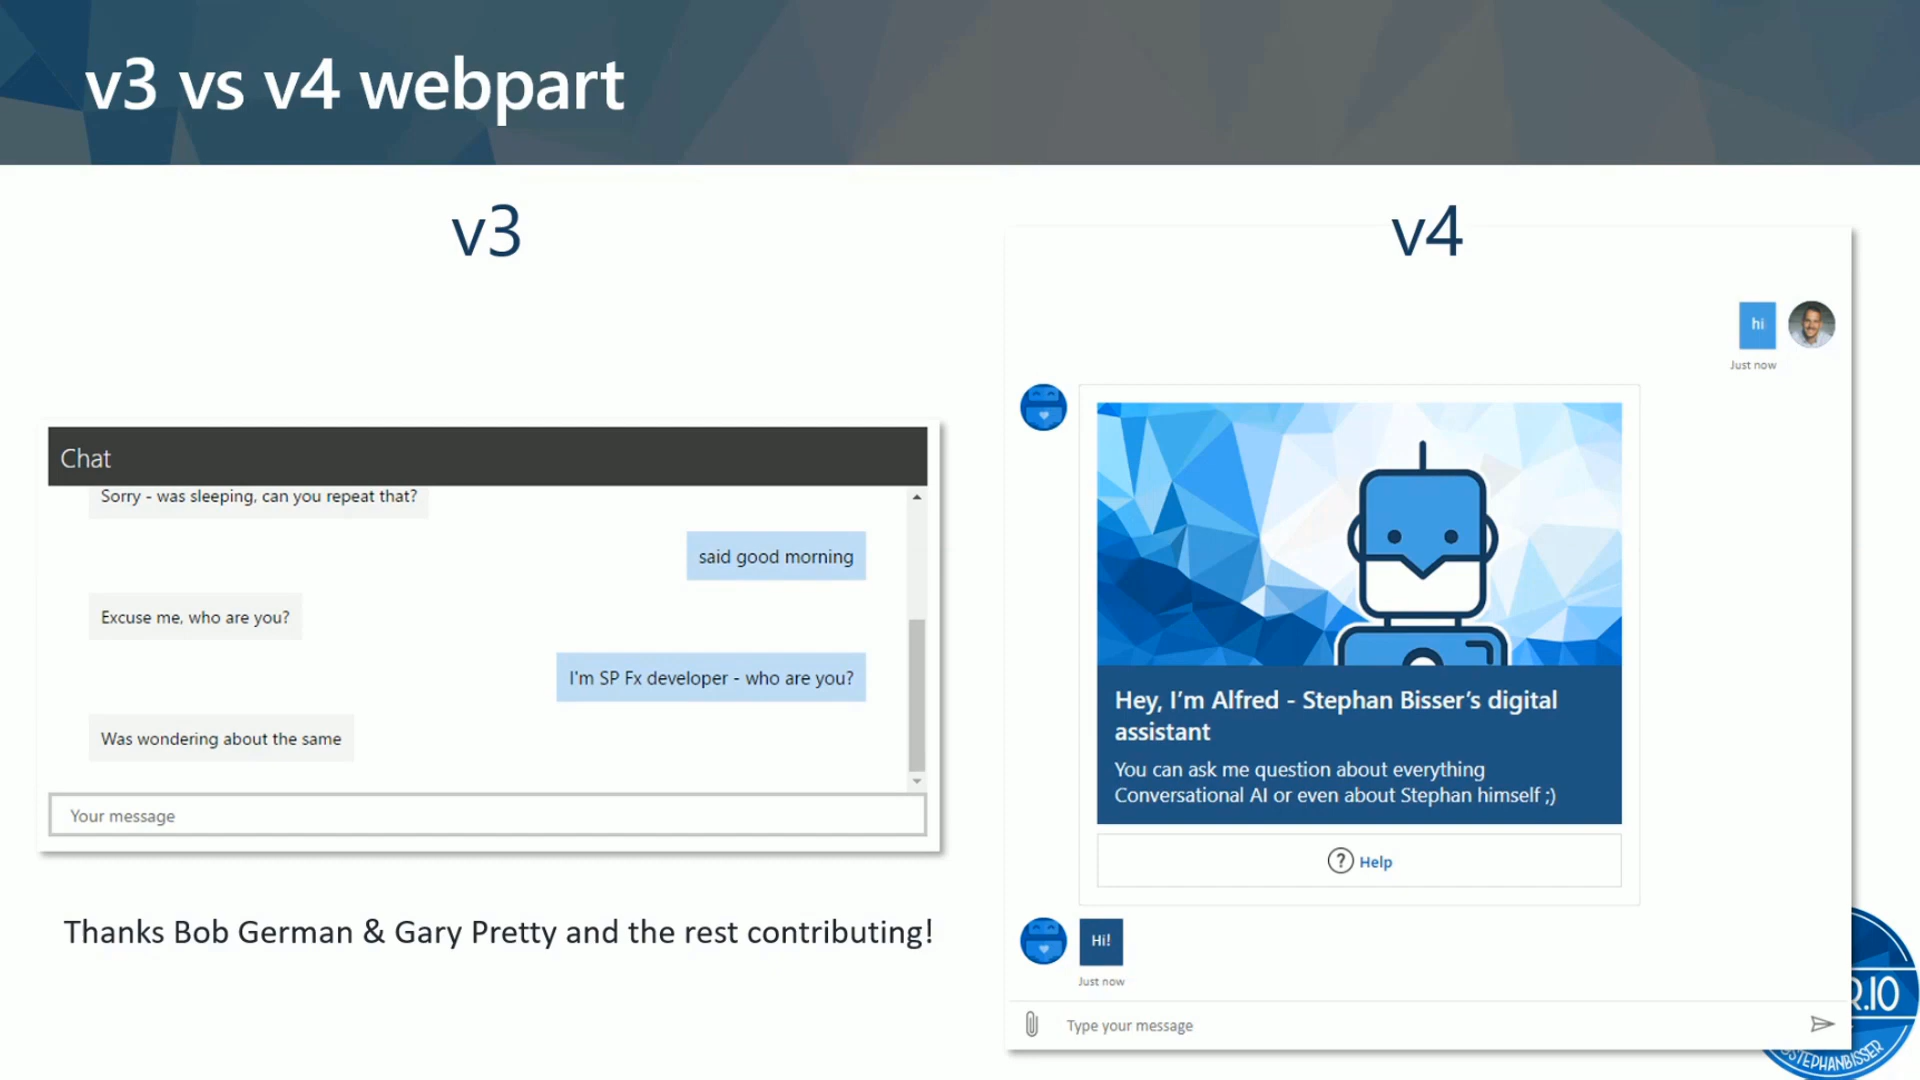 v3 vs v4 webpart
v3
Chat
Sorry - was sleeping, can you repeat that?
said good morning
Excuse me, who are you?
I'm SP Fx developer - who are you?
Was wondering about the same
Your message
Thanks Bob German & Gary Pretty and the rest contributing!
v4
hi
Just now
Hey, I’m Alfred - Stephan Bisser’s digital
assistant
You can ask me question about everything
Conversational AI or even about Stephan himself ;)
? Help
Hi!
Just now
Type your message
R.IO
@STEPHANBISSER